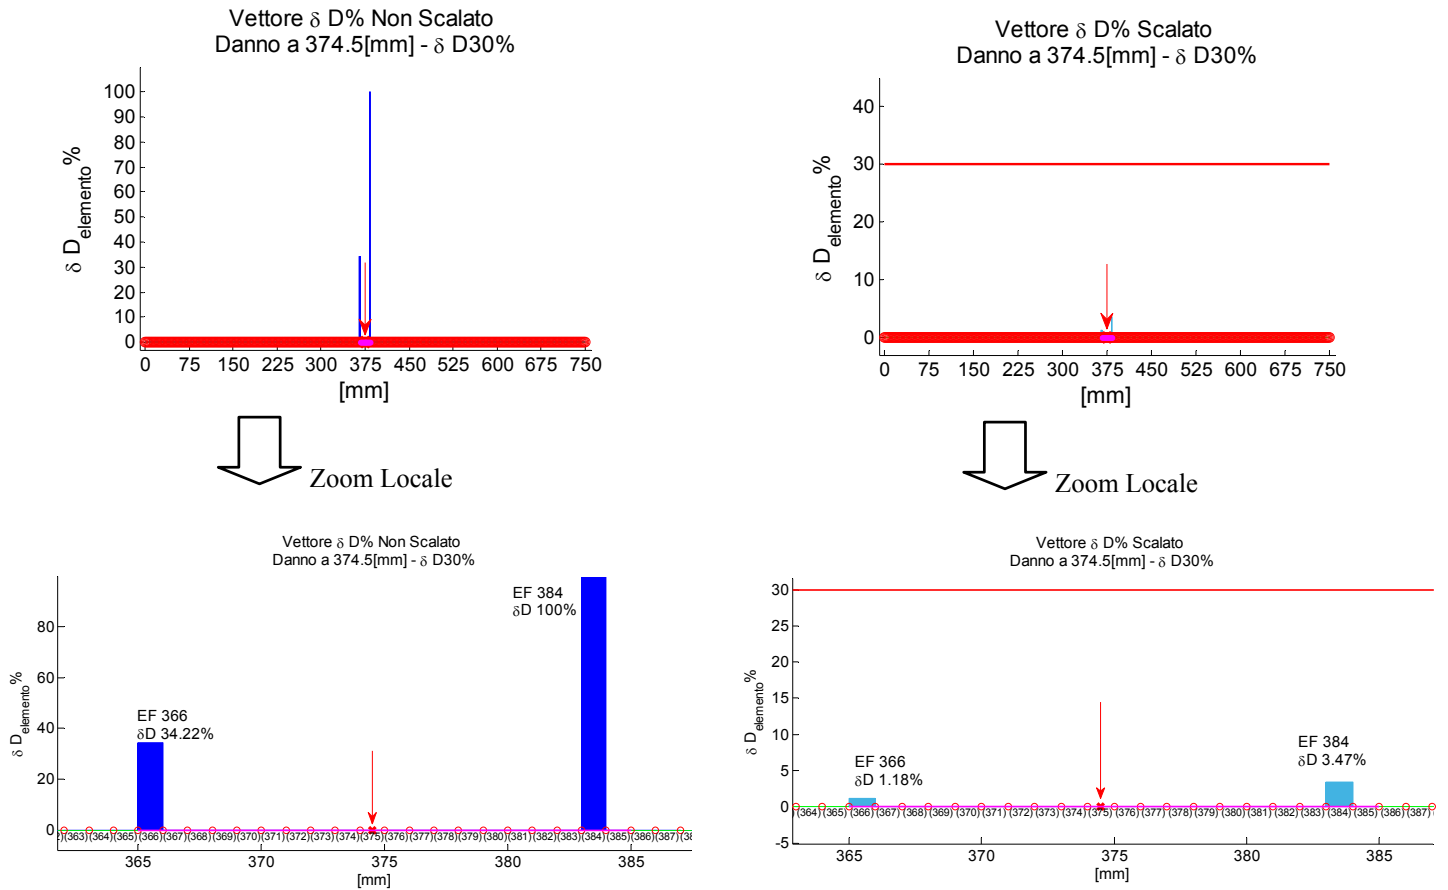 Vettore δ D% Non Scalato
Danno a 374.5[mm] - δ D30%
100
90
80
70
60
50
40
30
20
10
0
δ D_elemento%
0 75 150 225 300 375 450 525 600 675 750
[mm]
Vettore δ D% Scalato
Danno a 374.5[mm] - δ D30%
40
30
20
10
0
δ D_elemento%
0 75 150 225 300 375 450 525 600 675 750
[mm]
Zoom Locale
Zoom Locale
Vettore δ D% Non Scalato
Danno a 374.5[mm] - δ D30%
EF 384
δD 100%
EF 366
δD 34.22%
80
60
40
20
0
δ D_elemento%
(363)(364)(365)(366)(367)(368)(369)(370)(371)(372)(373)(374)(375)(376)(377)(378)(379)(380)(381)(382)(383)(384)(385)(386)(387)
365 370 375 380 385
[mm]
Vettore δ D% Scalato
Danno a 374.5[mm] - δ D30%
30
25
20
15
10
5
0
-5
δ D_elemento%
EF 366
δD 1.18%
EF 384
δD 3.47%
(364)(365)(366)(367)(368)(369)(370)(371)(372)(373)(374)(375)(376)(377)(378)(379)(380)(381)(382)(383)(384)(385)(386)(387)
365 370 375 380 385
[mm]